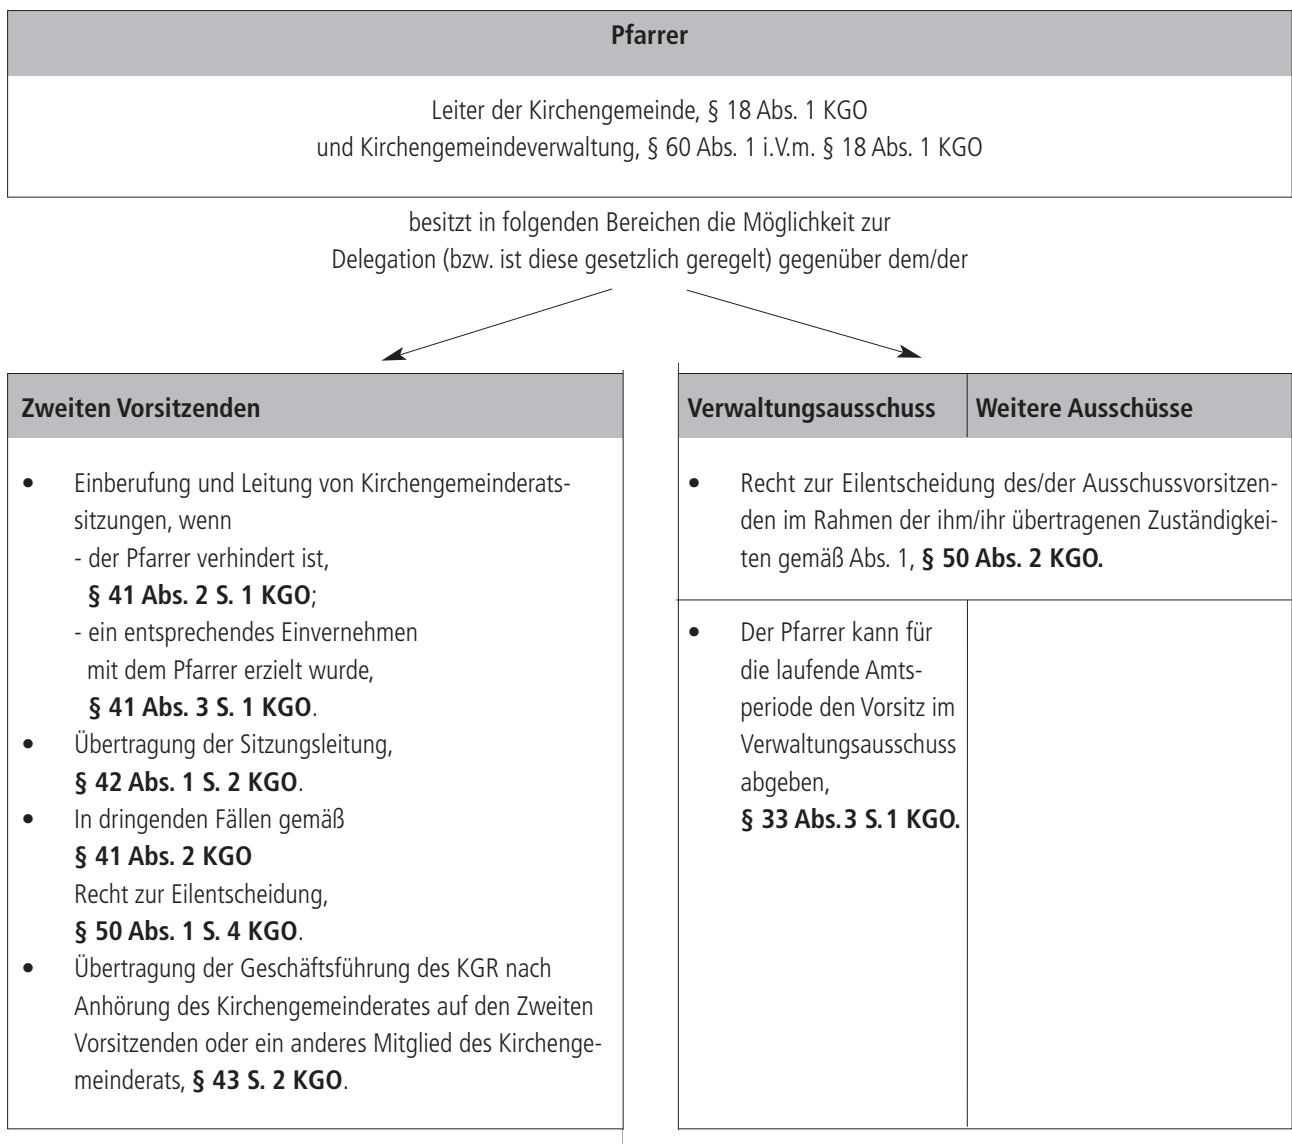 Pfarrer
Leiter der Kirchengemeinde, § 18 Abs. 1 KGO
und Kirchengemeindeverwaltung, § 60 Abs. 1 i.V.m. § 18 Abs. 1 KGO
besitzt in folgenden Bereichen die Möglichkeit zur
Delegation (bzw. ist diese gesetzlich geregelt) gegenüber dem/der
Zweiten Vorsitzenden
• Einberufung und Leitung von Kirchengemeinderats-
sitzungen, wenn
- der Pfarrer verhindert ist,
§ 41 Abs. 2 S. 1 KGO;
- ein entsprechendes Einvernehmen
mit dem Pfarrer erzielt wurde,
§ 41 Abs. 3 S. 1 KGO.
• Übertragung der Sitzungsleitung,
§ 42 Abs. 1 S. 2 KGO.
• In dringenden Fällen gemäß
§ 41 Abs. 2 KGO
Recht zur Eilentscheidung,
§ 50 Abs. 1 S. 4 KGO.
• Übertragung der Geschäftsführung des KGR nach
Anhörung des Kirchengemeinderates auf den Zweiten
Vorsitzenden oder ein anderes Mitglied des Kirchenge-
meinderats, § 43 S. 2 KGO.
Verwaltungsausschuss
Weitere Ausschüsse
• Recht zur Eilentscheidung des/der Ausschussvorsitzen-
den im Rahmen der ihm/ihr übertragenen Zuständigkei-
ten gemäß Abs. 1, § 50 Abs. 2 KGO.
• Der Pfarrer kann für
die laufende Amts-
periode den Vorsitz im
Verwaltungsausschuss
abgeben,
§ 33 Abs. 3 S. 1 KGO.